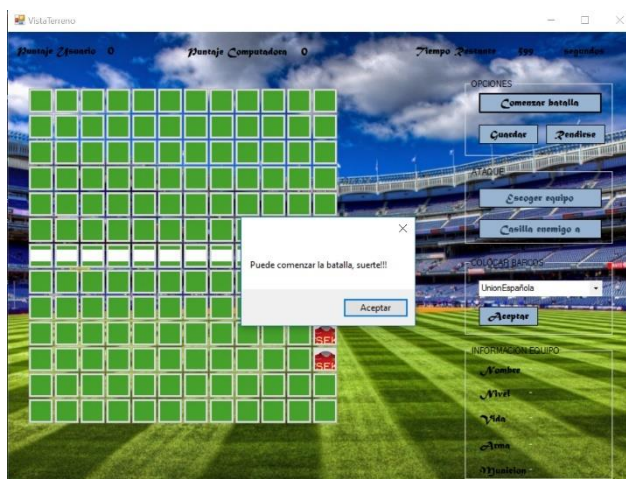 VistaTerreno
Puntaje Usuario 0 Puntaje Computadora 0 Tiempo Restante 599 segundos
OPCIONES
Comenzar batalla
Guardar Rendirse
ATAQUE
Escoger equipo
Casilla enemigo a
COLOCAR BARCOS
UnionEspañola
Aceptar
Puede comenzar la batalla, suerte!!!
Aceptar
INFORMACION EQUIPO
Nombre
Nivel
Vida
Arma
Municion